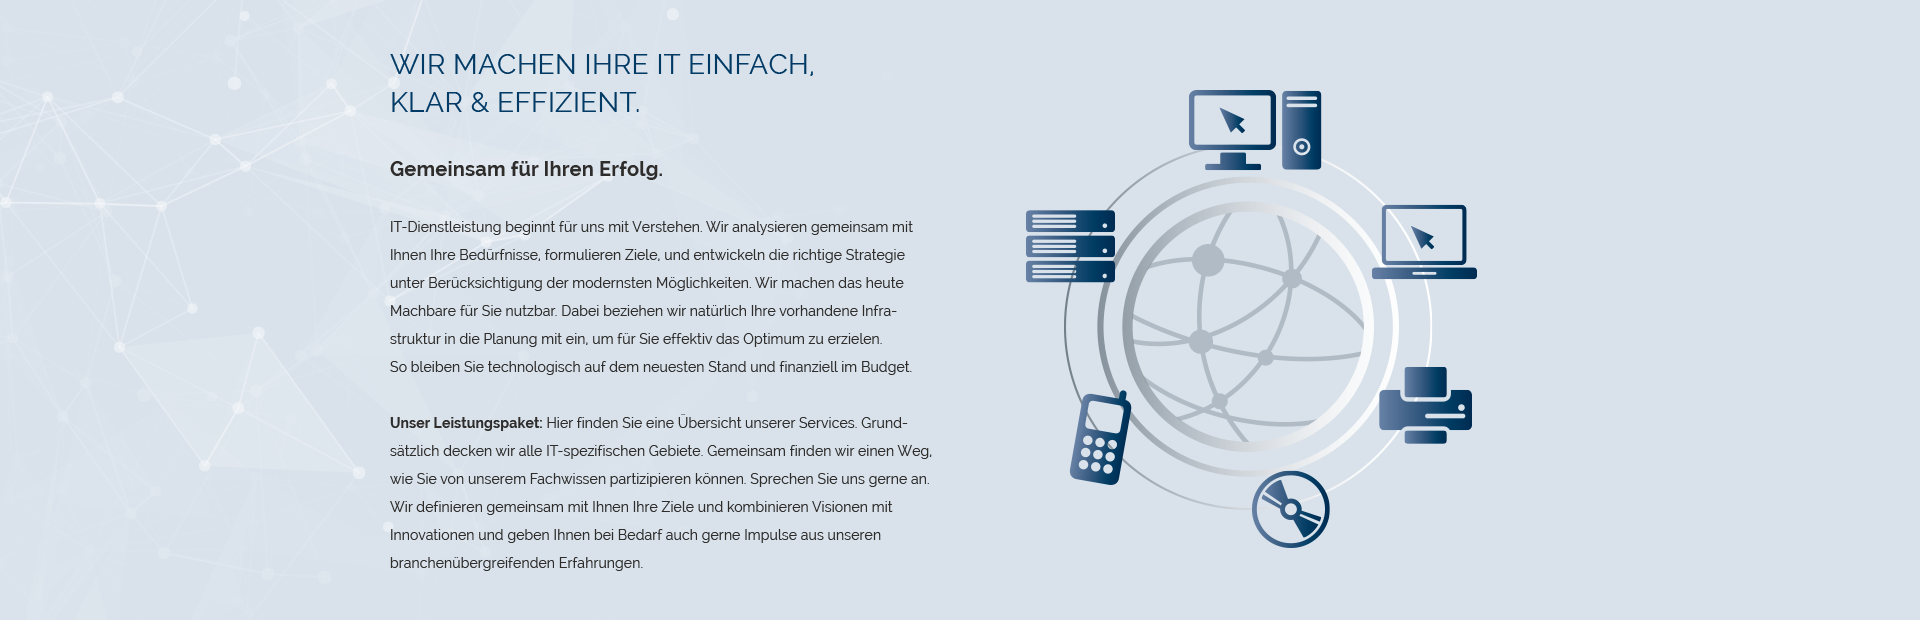 WIR MACHEN IHRE IT EINFACH,
KLAR & EFFIZIENT.
Gemeinsam für Ihren Erfolg.
IT-Dienstleistung beginnt für uns mit Verstehen. Wir analysieren gemeinsam mit
Ihnen Ihre Bedürfnisse, formulieren Ziele, und entwickeln die richtige Strategie
unter Berücksichtigung der modernsten Möglichkeiten. Wir machen das heute
Machbare für Sie nutzbar. Dabei beziehen wir natürlich Ihre vorhandene Infra-
struktur in die Planung mit ein, um für Sie effektiv das Optimum zu erzielen.
So bleiben Sie technologisch auf dem neuesten Stand und finanziell im Budget.
Unser Leistungspaket: Hier finden Sie eine Übersicht unserer Services. Grund-
sätzlich decken wir alle IT-spezifischen Gebiete. Gemeinsam finden wir einen Weg,
wie Sie von unserem Fachwissen partizipieren können. Sprechen Sie uns gerne an.
Wir definieren gemeinsam mit Ihnen Ihre Ziele und kombinieren Visionen mit
Innovationen und geben Ihnen bei Bedarf auch gerne Impulse aus unseren
branchenübergreifenden Erfahrungen.